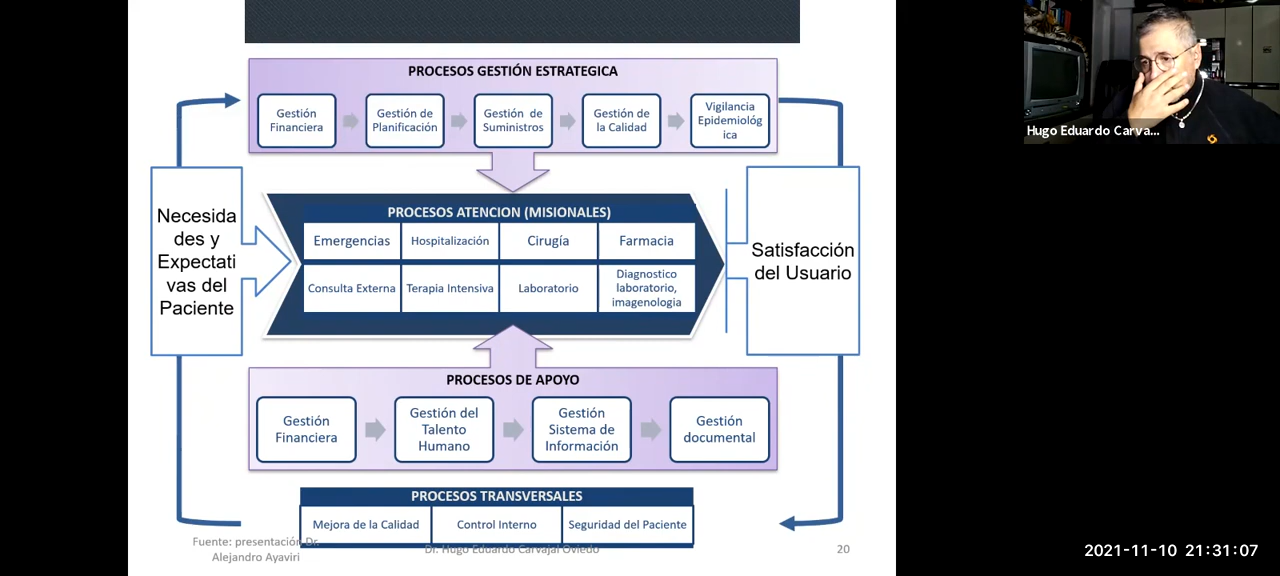 PROCESOS GESTIÓN ESTRATEGICA
Gestión
Financiera
Gestión de
Planificación
Gestión de
Suministros
Gestión de
la Calidad
Vigilancia
Epidemiológ
ica
Necesida
des y
Expectati
vas del
Paciente
PROCESOS ATENCION (MISIONALES)
Emergencias
Hospitalización
Cirugía
Farmacia
Consulta Externa
Terapia Intensiva
Laboratorio
Diagnostico
laboratorio,
imagenologia
Satisfacción
del Usuario
PROCESOS DE APOYO
Gestión
Financiera
Gestión del
Talento
Humano
Gestión
Sistema de
Información
Gestión
documental
PROCESOS TRANSVERSALES
Mejora de la Calidad
Control Interno
Seguridad del Paciente
Fuente: presentación Dr.
Alejandro Ayaviri
Dr. Hugo Eduardo Carvajal Oviedo
20
Hugo Eduardo Carva...
2021-11-10 21:31:07